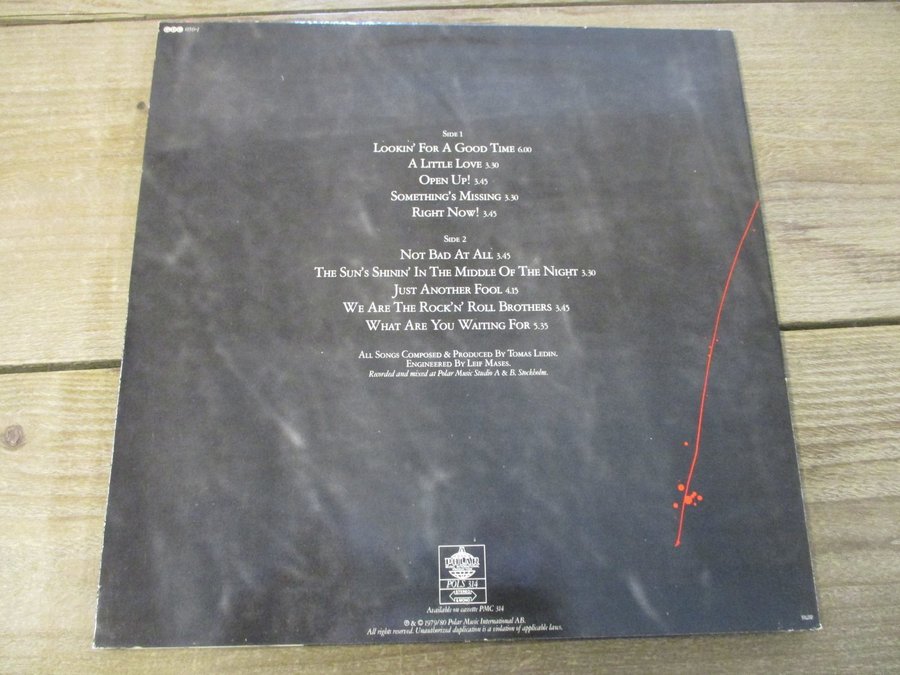 SIDE 1
LOOKIN' FOR A GOOD TIME 6.00
A LITTLE LOVE 3.30
OPEN UP! 3.45
SOMETHING'S MISSING 3.30
RIGHT NOW! 3.45
SIDE 2
NOT BAD AT ALL 3.45
THE SUN'S SHININ' IN THE MIDDLE OF THE NIGHT 3.30
JUST ANOTHER FOOL 4.15
WE ARE THE ROCK'N' ROLL BROTHERS 3.45
WHAT ARE YOU WAITING FOR 5.35
ALL SONGS COMPOSED & PRODUCED BY TOMAS LEDIN.
ENGINEERED BY LEIF MASES.
Recorded and mixed at Polar Music Studio A & B, Stockholm.
POLAR
POLS 314
STEREO
Available on cassette PMC 314
℗ & © 1979/80 Polar Music International AB.
All rights reserved. Unauthorized duplication is a violation of applicable laws.